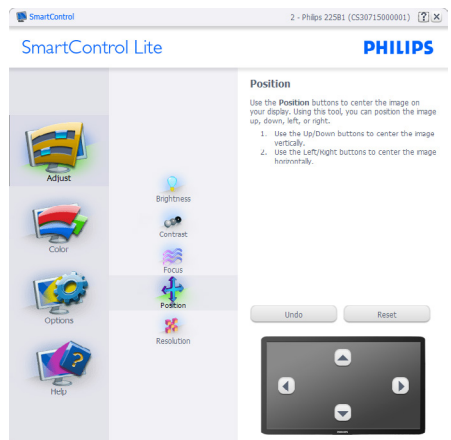 SmartControl
2 - Philips 225B1 (CS30715000001)
SmartControl Lite
PHILIPS
Adjust
Color
Options
Help
Brightness
Contrast
Focus
Position
Resolution
Position
Use the Position buttons to center the image on
your display. Using this tool, you can position the image
up, down, left, or right.
1. Use the Up/Down buttons to center the image
vertically.
2. Use the Left/Right buttons to center the image
horizontally.
Undo
Reset